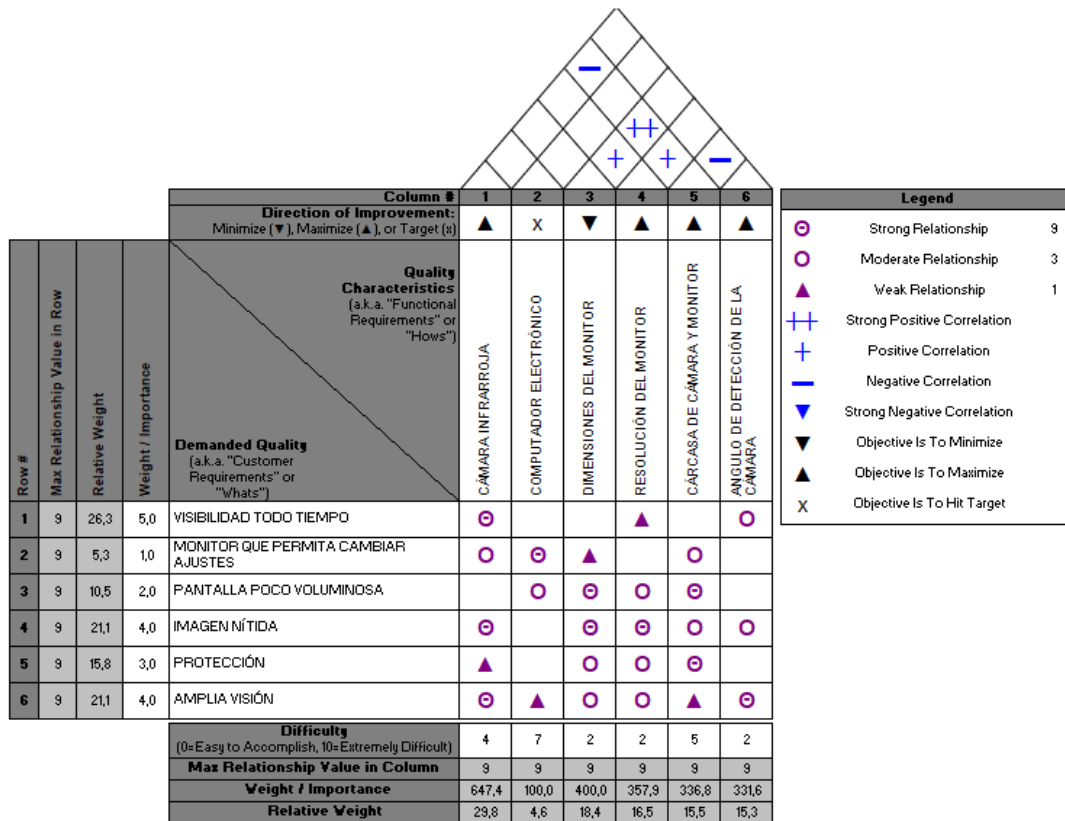 Column # 1 2 3 4 5 6
Direction of Improvement:
Minimize (▼), Maximize (▲), or Target (x) ▲ x ▼ ▲ ▲ ▲
Quality
Characteristics
(a.k.a. "Functional
Requirements" or
"Hows")
Demanded Quality
(a.k.a. "Customer
Requirements" or
"Whats")
Row #
Max Relationship Value in Row
Relative Weight
Weight / Importance
CÁMARA INFRARROJA
COMPUTADOR ELECTRÓNICO
DIMENSIONES DEL MONITOR
RESOLUCIÓN DEL MONITOR
CÁRCASA DE CÁMARA Y MONITOR
ANGULO DE DETECCIÓN DE LA
CÁMARA
1 9 26,3 5,0 VISIBILIDAD TODO TIEMPO
2 9 5,3 1,0 MONITOR QUE PERMITA CAMBIAR
AJUSTES
3 9 10,5 2,0 PANTALLA POCO VOLUMINOSA
4 9 21,1 4,0 IMAGEN NÍTIDA
5 9 15,8 3,0 PROTECCIÓN
6 9 21,1 4,0 AMPLIA VISIÓN
Difficulty
(0=Easy to Accomplish, 10=Extremely Difficult) 4 7 2 2 5 2
Max Relationship Value in Column 9 9 9 9 9 9
Weight / Importance 647,4 100,0 400,0 357,9 336,8 331,6
Relative Weight 29,8 4,6 18,4 16,5 15,5 15,3
Legend
Θ Strong Relationship 9
Ο Moderate Relationship 3
▲ Weak Relationship 1
++ Strong Positive Correlation
+ Positive Correlation
− Negative Correlation
▼ Strong Negative Correlation
▼ Objective Is To Minimize
▲ Objective Is To Maximize
x Objective Is To Hit Target